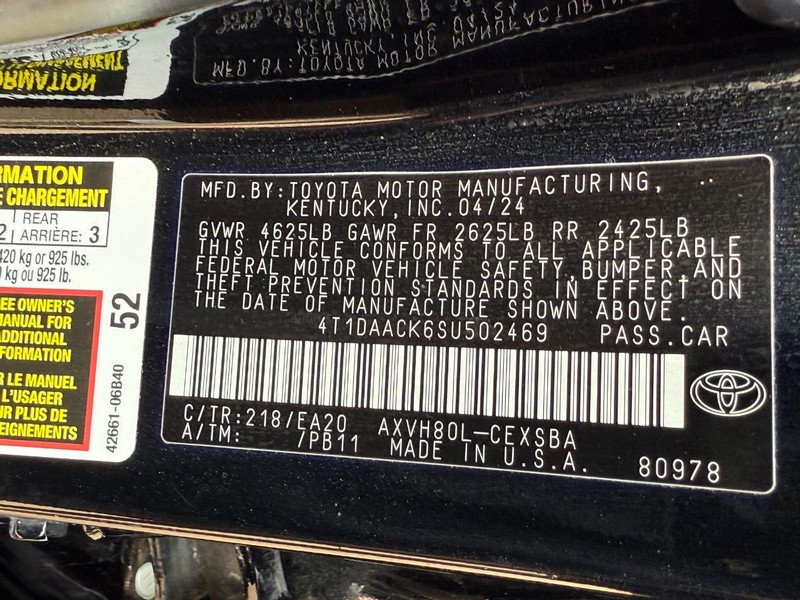 MFD.BY:TOYOTA MOTOR MANUFACTURING,
KENTUCKY, INC.04/24
GVWR 4625LB GAWR FR 2625LB RR 2425LB
THIS VEHICLE CONFORMS TO ALL APPLICABLE
FEDERAL MOTOR VEHICLE SAFETY,BUMPER,AND
THEFT PREVENTION STANDARDS IN EFFECT ON
THE DATE OF MANUFACTURE SHOWN ABOVE.
4T1DAACK6SU502469 PASS.CAR
C/TR:218/EA20 AXVH80L-CEXSBA
A/TM: /PB11 MADE IN U.S.A. 80978
RMATION
E CHARGEMENT
2 REAR 3
ARRIÈRE:
420 kg or 925 lbs.
kg ou 925 lb.
EE OWNER'S
MANUAL FOR
ADDITIONAL
FORMATION
R LE MANUEL
L'USAGER
UR PLUS DE
EIGNEMENTS
52
42661-06B40
ORMATION
MFD.BY:TOYOTA MOTOR MANUFACTURIN
KENTUCKY, INC.